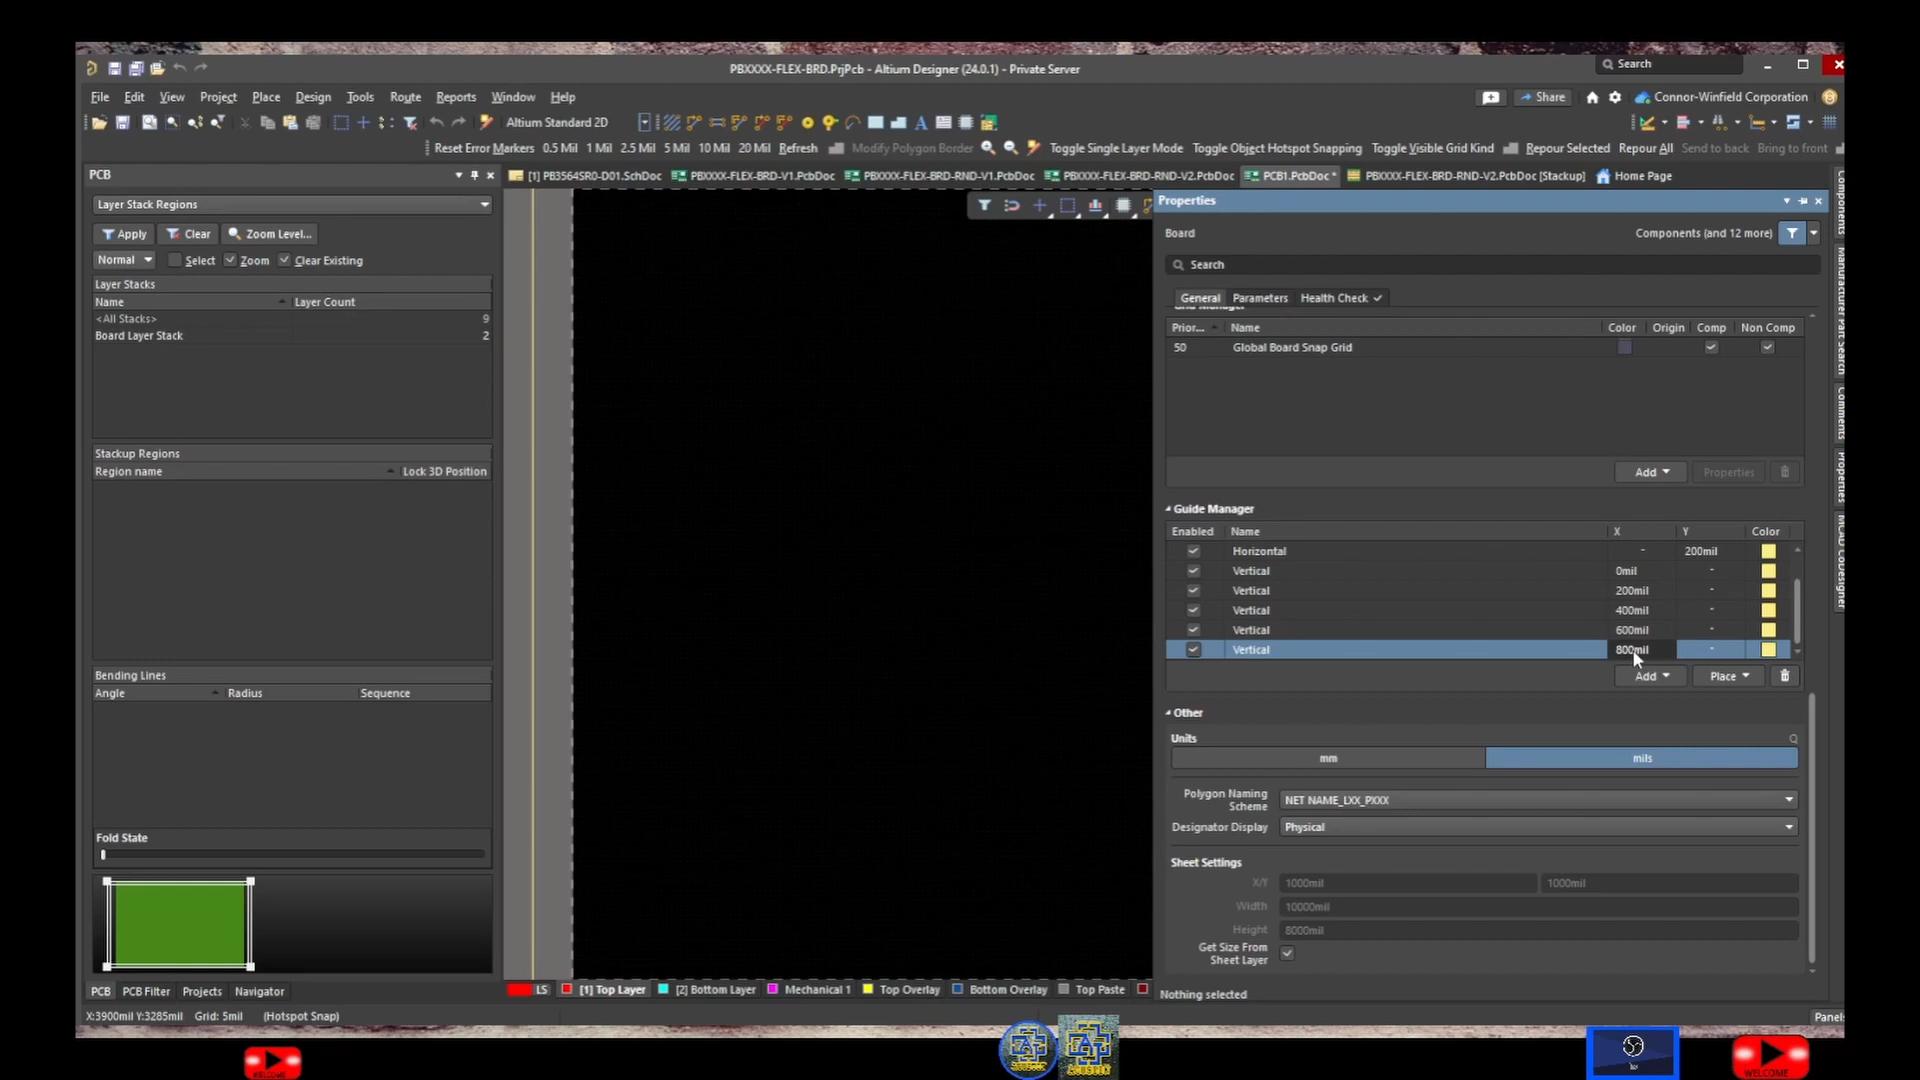 PBXXXX-FLEX-BRD.PrjPcb - Altium Designer (24.0.1) - Private Server
Search
File Edit View Project Place Design Tools Route Reports Window Help
Share
Connor-Winfield Corporation
Altium Standard 2D
Reset Error Markers 0.5 Mil 1 Mil 2.5 Mil 5 Mil 10 Mil 20 Mil Refresh Modify Polygon Border Toggle Single Layer Mode Toggle Object Hotspot Snapping Toggle Visible Grid Kind Repour Selected Repour All Send to back Bring to front
PCB
[1] PB3564SR0-D01.SchDoc PBXXXX-FLEX-BRD-V1.PcbDoc PBXXXX-FLEX-BRD-RND-V1.PcbDoc PBXXXX-FLEX-BRD-RND-V2.PcbDoc PCB1.PcbDoc * PBXXXX-FLEX-BRD-RND-V2.PcbDoc [Stackup] Home Page
Layer Stack Regions
Apply Clear Zoom Level...
Normal Select Zoom Clear Existing
Layer Stacks
Name Layer Count
<All Stacks> 9
Board Layer Stack 2
Stackup Regions
Region name Lock 3D Position
Bending Lines
Angle Radius Sequence
Fold State
PCB PCB Filter Projects Navigator
X:3900mil Y:3285mil Grid: 5mil (Hotspot Snap)
LS [1] Top Layer [2] Bottom Layer Mechanical 1 Top Overlay Bottom Overlay Top Paste
Properties
Board Components (and 12 more)
Search
General Parameters Health Check
Prior... Name Color Origin Comp Non Comp
50 Global Board Snap Grid
Add Properties
Guide Manager
Enabled Name X Y Color
Horizontal - 200mil
Vertical 0mil -
Vertical 200mil -
Vertical 400mil -
Vertical 600mil -
Vertical 800mil -
Add Place
Other
Units
mm mils
Polygon Naming Scheme NET NAME_LXX_PXXX
Designator Display Physical
Sheet Settings
X/Y 1000mil 1000mil
Width 10000mil
Height 8000mil
Get Size From Sheet Layer
Nothing selected
Panel
Components
Manufacturer Part Search
Comments
Properties
MCAD CoDesigner
WELCOME
WELCOME